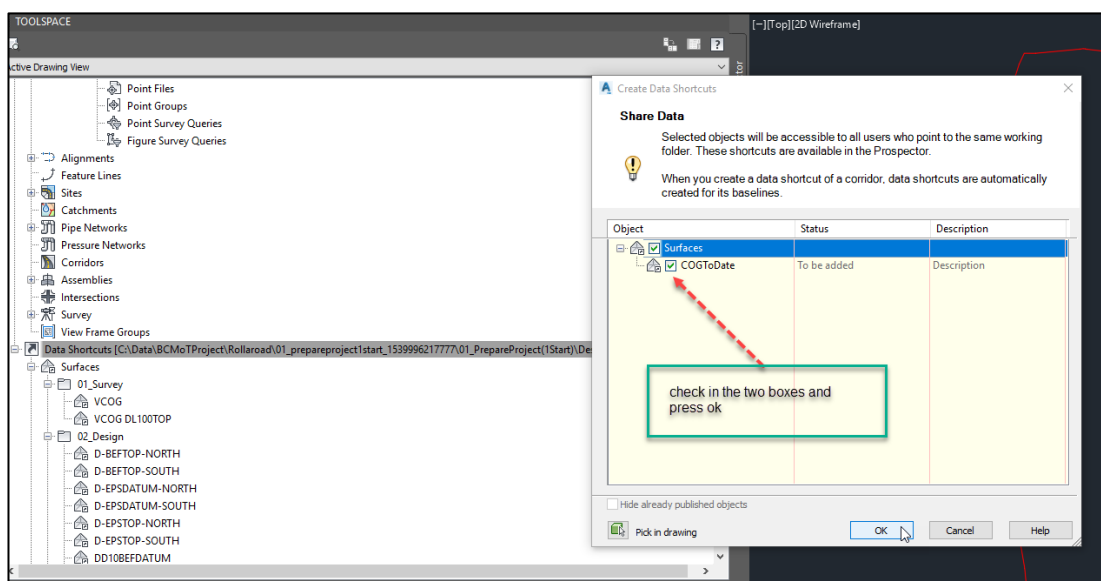 TOOLSPACE
ctive Drawing View
Point Files
Point Groups
Point Survey Queries
Figure Survey Queries
Alignments
Feature Lines
Sites
Catchments
Pipe Networks
Pressure Networks
Corridors
Assemblies
Intersections
Survey
View Frame Groups
Data Shortcuts [C:\Data\BCMoTProject\Rollaroad\01_prepareproject1start_1539996217777\01_PrepareProject(1Start)\De
Surfaces
01_Survey
VCOG
VCOG DL100TOP
02_Design
D-BEFTOP-NORTH
D-BEFTOP-SOUTH
D-EPSDATUM-NORTH
D-EPSDATUM-SOUTH
D-EPSTOP-NORTH
D-EPSTOP-SOUTH
DD10BEFDATUM
tor
[-][Top][2D Wireframe]
Create Data Shortcuts
Share Data
Selected objects will be accessible to all users who point to the same working
folder. These shortcuts are available in the Prospector.
When you create a data shortcut of a corridor, data shortcuts are automatically
created for its baselines.
Object Status Description
Surfaces
COGToDate To be added Description
check in the two boxes and
press ok
Hide already published objects
Pick in drawing OK Cancel Help